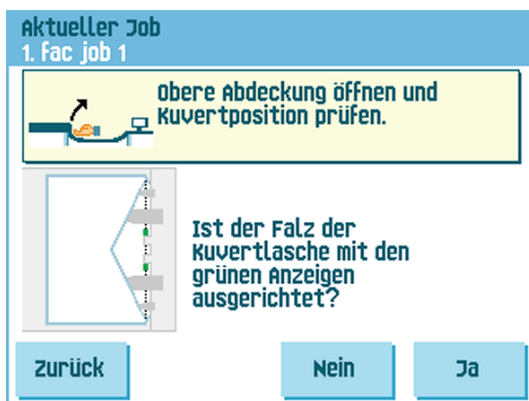 Aktueller Job
1. Fac job 1
Obere Abdeckung öffnen und
Kuvertposition prüfen.
Ist der Falz der
Kuvertlasche mit den
grünen Anzeigen
ausgerichtet?
Zurück
Nein
Ja